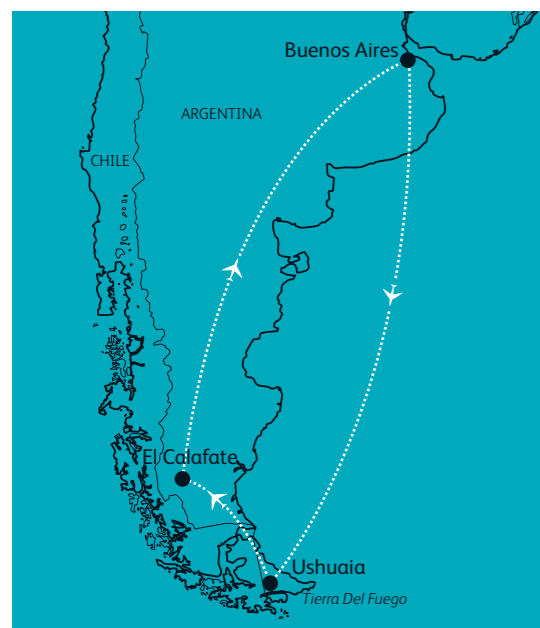 Buenos Aires
ARGENTINA
CHILE
El Calafate
Ushuaia
Tierra Del Fuego